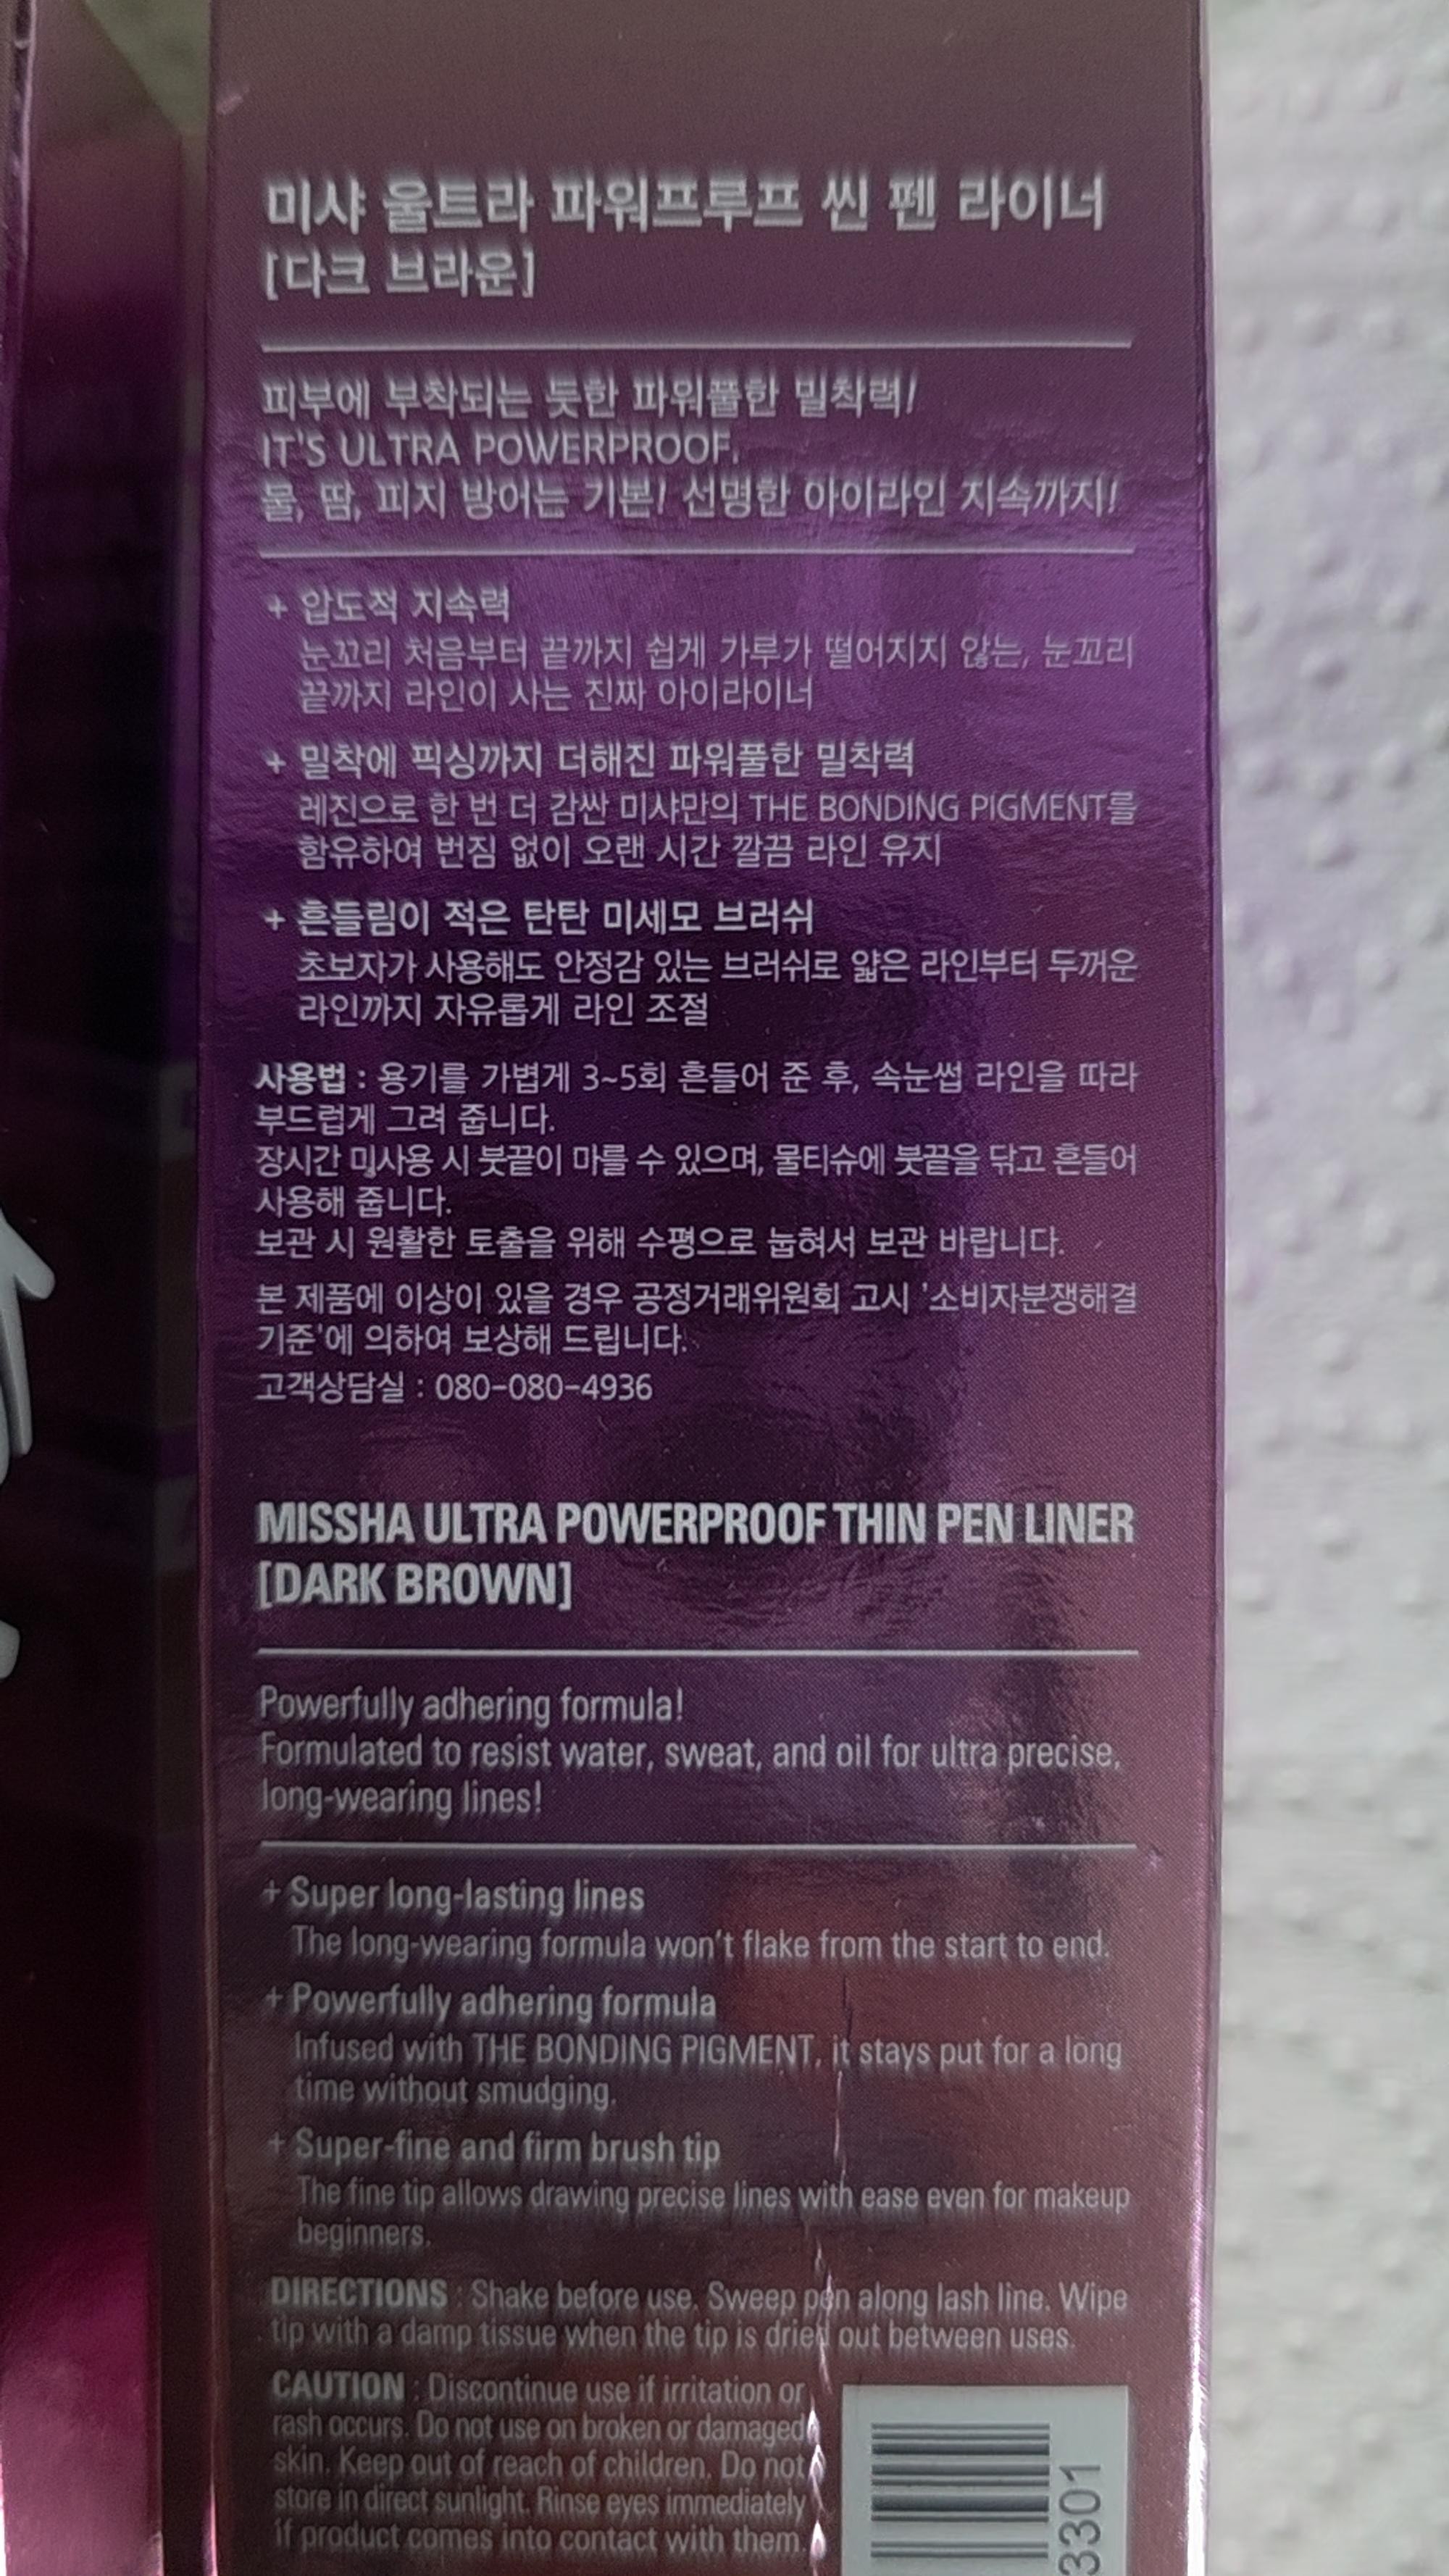 미샤 울트라 파워프루프 씬 펜 라이너
[다크 브라운]
피부에 부착되는 듯한 파워풀한 밀착력!
IT'S ULTRA POWERPROOF.
물, 땀, 피지 방어는 기본! 선명한 아이라인 지속까지!
+ 압도적 지속력
눈꼬리 처음부터 끝까지 쉽게 가루가 떨어지지 않는, 눈꼬리
끝까지 라인이 사는 진짜 아이라이너
+ 밀착에 픽싱까지 더해진 파워풀한 밀착력
레진으로 한 번 더 감싼 미샤만의 THE BONDING PIGMENT를
함유하여 번짐 없이 오랜 시간 깔끔 라인 유지
+ 흔들림이 적은 탄탄 미세모 브러쉬
초보자가 사용해도 안정감 있는 브러쉬로 얇은 라인부터 두꺼운
라인까지 자유롭게 라인 조절
사용법 : 용기를 가볍게 3~5회 흔들어 준 후, 속눈썹 라인을 따라
부드럽게 그려 줍니다.
장시간 미사용 시 붓끝이 마를 수 있으며, 물티슈에 붓끝을 닦고 흔들어
사용해 줍니다.
보관 시 원활한 토출을 위해 수평으로 눕혀서 보관 바랍니다.
본 제품에 이상이 있을 경우 공정거래위원회 고시 '소비자분쟁해결
기준'에 의하여 보상해 드립니다.
고객상담실 : 080-080-4936
MISSHA ULTRA POWERPROOF THIN PEN LINER
[DARK BROWN]
Powerfully adhering formula!
Formulated to resist water, sweat, and oil for ultra precise,
long-wearing lines!
+ Super long-lasting lines
The long-wearing formula won't flake from the start to end.
+ Powerfully adhering formula
Infused with THE BONDING PIGMENT, it stays put for a long
time without smudging.
+ Super-fine and firm brush tip
The fine tip allows drawing precise lines with ease even for makeup
beginners.
DIRECTIONS : Shake before use. Sweep pen along lash line. Wipe
tip with a damp tissue when the tip is dried out between uses.
CAUTION : Discontinue use if irritation or
rash occurs. Do not use on broken or damaged
skin. Keep out of reach of children. Do not
store in direct sunlight. Rinse eyes immediately
if product comes into contact with them.
3301